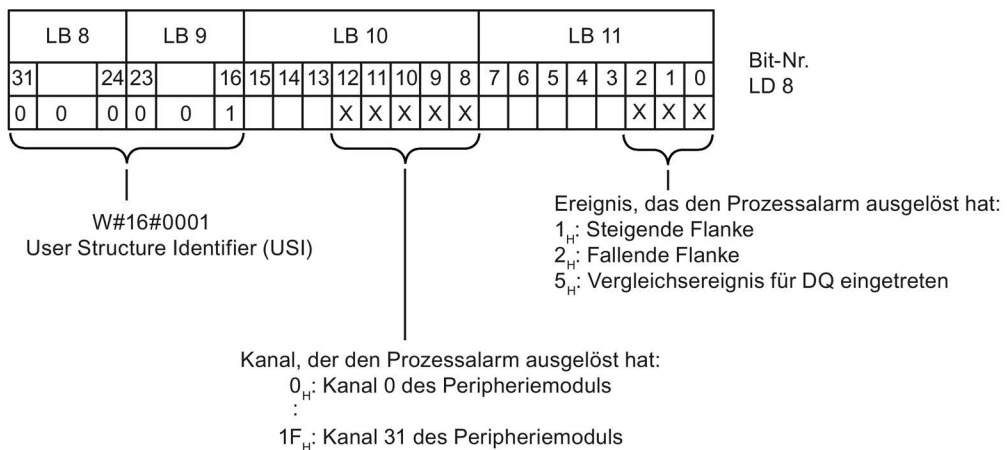 LB 8 LB 9 LB 10 LB 11
Bit-Nr.
LD 8
31 24 23 16 15 14 13 12 11 10 9 8 7 6 5 4 3 2 1 0
0 0 0 0 0 1 X X X X X X X X
W#16#0001
User Structure Identifier (USI)
Ereignis, das den Prozessalarm ausgelöst hat:
1H: Steigende Flanke
2H: Fallende Flanke
5H: Vergleichsereignis für DQ eingetreten
Kanal, der den Prozessalarm ausgelöst hat:
0H: Kanal 0 des Peripheriemoduls
:
1FH: Kanal 31 des Peripheriemoduls